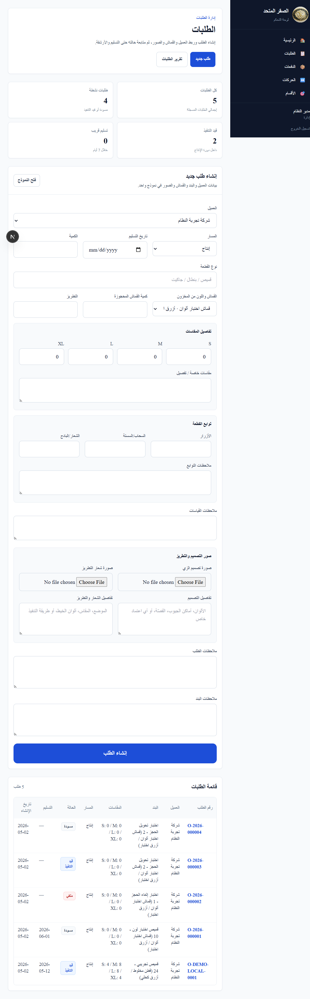 الصقر المتحد
لوحة التحكم
الرئيسية
الطلبات
الدفعات
الحركات
الأقسام
مدير النظام
إدارة
تسجيل الخروج
إدارة الطلبات
الطلبات
إنشاء الطلب وربط العميل والقماش والصور، ثم متابعة حالته حتى التسليم والأرشفة.
طلب جديد
تقرير الطلبات
كل الطلبات
5
إجمالي الطلبات المسجلة
طلبات نشطة
4
مسودة أو قيد التنفيذ
قيد التنفيذ
2
داخل دورة الإنتاج
تسليم قريب
0
خلال 7 أيام
إنشاء طلب جديد
بيانات العميل والبند والقماش والصور في نموذج واحد.
فتح النموذج
العميل
شركة تجربة النظام
المسار
تاريخ التسليم
الكمية
إنتاج
mm/dd/yyyy
N
نوع القطعة
قميص / بنطال / جاكيت
القماش واللون من المخزون
كمية القماش المحجوزة
التطريز
قماش اختبار ألوان · أزرق ا
تفاصيل المقاسات
S
M
L
XL
0
0
0
0
مقاسات خاصة / تفصيل
توابع القطعة
الأزرار
السحاب/السستة
الشعار/البادج
ملاحظات التوابع
ملاحظات القياسات
صور التصميم والتطريز
صورة تصميم الزي
صورة شعار التطريز
Choose File No file chosen
Choose File No file chosen
تفاصيل التصميم
تفاصيل الشعار والتطريز
الألوان، أماكن الجيوب، القصّة، أو أي اعتماد
خاص
الموضع، المقاس، ألوان الخيط، أو طريقة التنفيذ
ملاحظات الطلب
ملاحظات البند
إنشاء الطلب
قائمة الطلبات
5 طلب
رقم الطلب
العميل
البند
المقاسات
المسار
الحالة
التسليم
تاريخ
الإنشاء
O-2026-
000004
شركة
تجربة
النظام
اختبار تحويل
الحجز - 2 (قماش
اختبار ألوان /
أزرق اختبار)
S: 0 / M: 0
/ L: 0 /
XL: 0
إنتاج
مسودة
—
2026-
05-02
O-2026-
000003
شركة
تجربة
النظام
اختبار تحويل
الحجز - 2 (قماش
اختبار ألوان /
أزرق اختبار)
S: 0 / M: 0
/ L: 0 /
XL: 0
إنتاج
قيد
التنفيذ
—
2026-
05-02
O-2026-
000002
شركة
تجربة
النظام
اختبار إلغاء الحجز
- 1 (قماش اختبار
ألوان / أزرق
اختبار)
S: 0 / M: 0
/ L: 0 /
XL: 0
إنتاج
ملغي
—
2026-
05-02
O-2026-
000001
شركة
تجربة
النظام
قميص اختبار لون -
10 (قماش اختبار
ألوان / أزرق
اختبار)
S: 0 / M: 0
/ L: 0 /
XL: 0
إنتاج
مسودة
2026-
06-01
2026-
05-02
O-DEMO-
LOCAL-
0001
شركة
تجربة
النظام
قميص تجريبي -
24 (قطن مخلوط /
أزرق كحلي)
S: 4 / M: 8
/ L: 8 /
XL: 4
إنتاج
قيد
التنفيذ
2026-
05-12
2026-
05-02